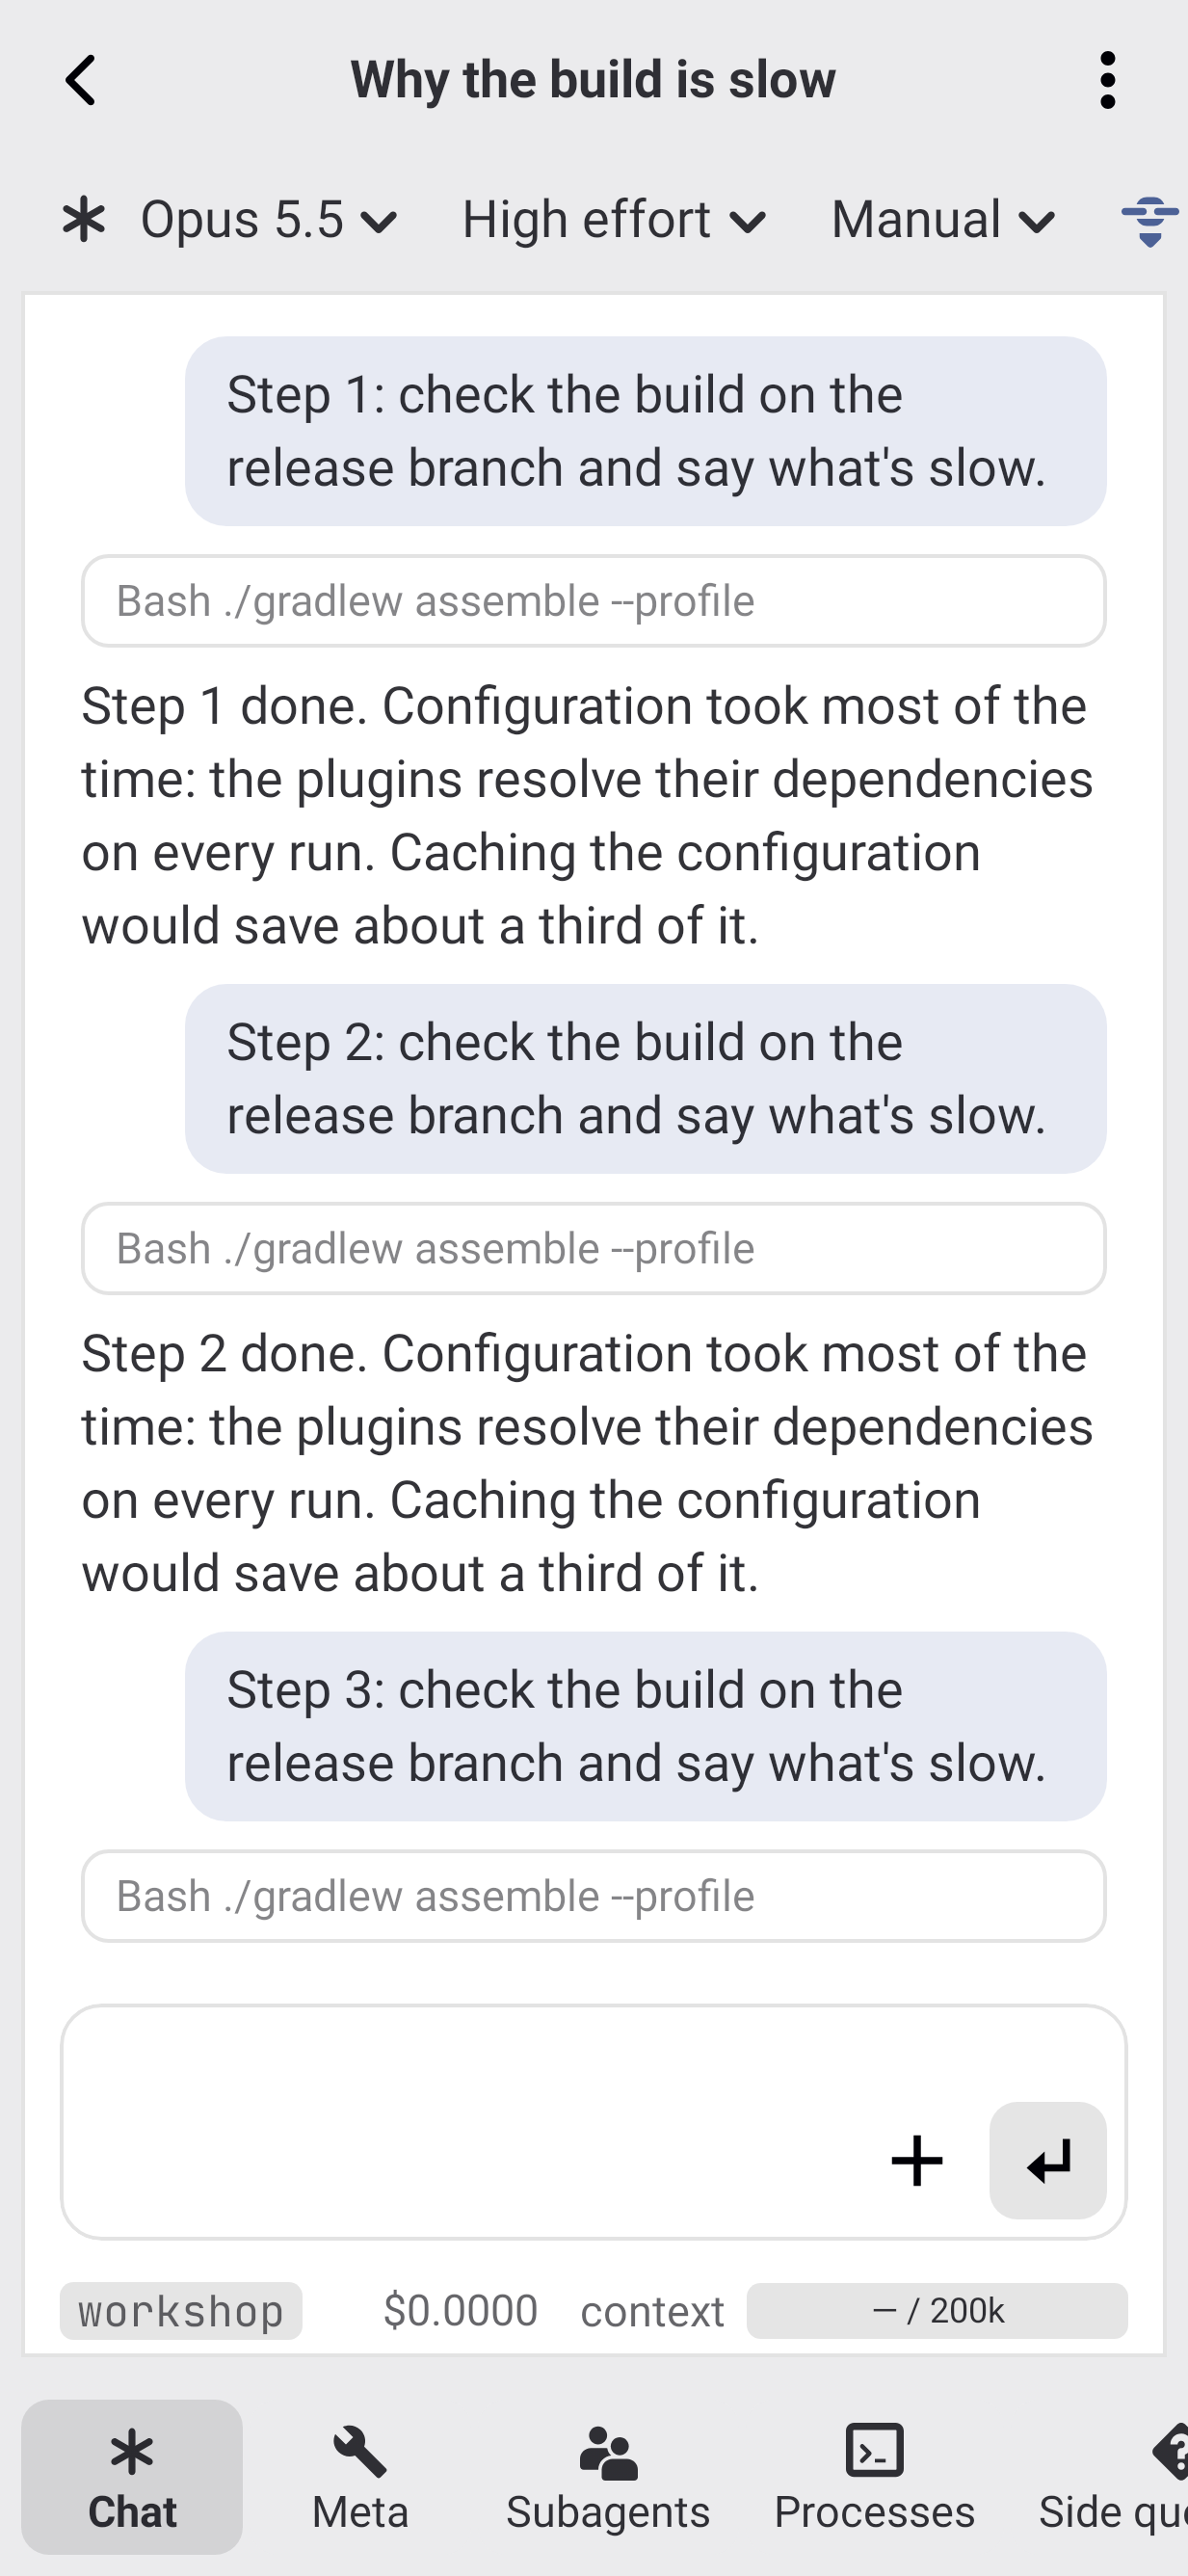 Why the build is slow
Opus 5.5 High effort Manual
Step 1: check the build on the
release branch and say what's slow.
Bash ./gradlew assemble --profile
Step 1 done. Configuration took most of the
time: the plugins resolve their dependencies
on every run. Caching the configuration
would save about a third of it.
Step 2: check the build on the
release branch and say what's slow.
Bash ./gradlew assemble --profile
Step 2 done. Configuration took most of the
time: the plugins resolve their dependencies
on every run. Caching the configuration
would save about a third of it.
Step 3: check the build on the
release branch and say what's slow.
Bash ./gradlew assemble --profile
workshop $0.0000 context – / 200k
Chat Meta Subagents Processes Side